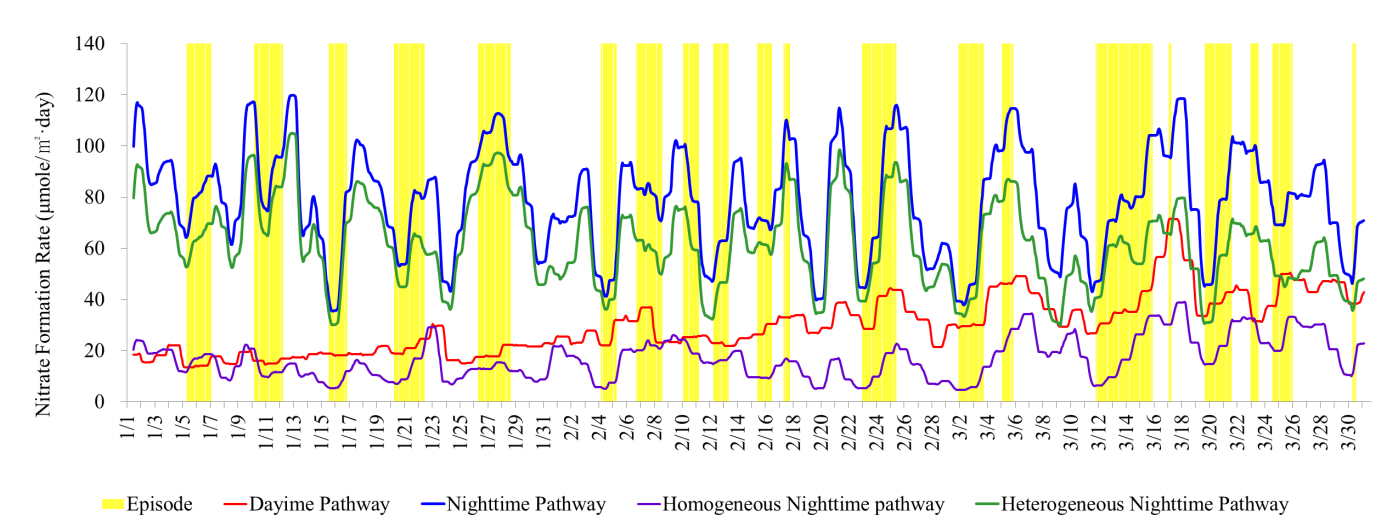 Nitrate Formation Rate (μmole/㎡·day)
140
120
100
80
60
40
20
0
1/1 1/3 1/5 1/7 1/9 1/11 1/13 1/15 1/17 1/19 1/21 1/23 1/25 1/27 1/29 1/31 2/2 2/4 2/6 2/8 2/10 2/12 2/14 2/16 2/18 2/20 2/22 2/24 2/26 2/28 3/2 3/4 3/6 3/8 3/10 3/12 3/14 3/16 3/18 3/20 3/22 3/24 3/26 3/28 3/30
Episode Dayime Pathway Nighttime Pathway Homogeneous Nighttime pathway Heterogeneous Nighttime Pathway